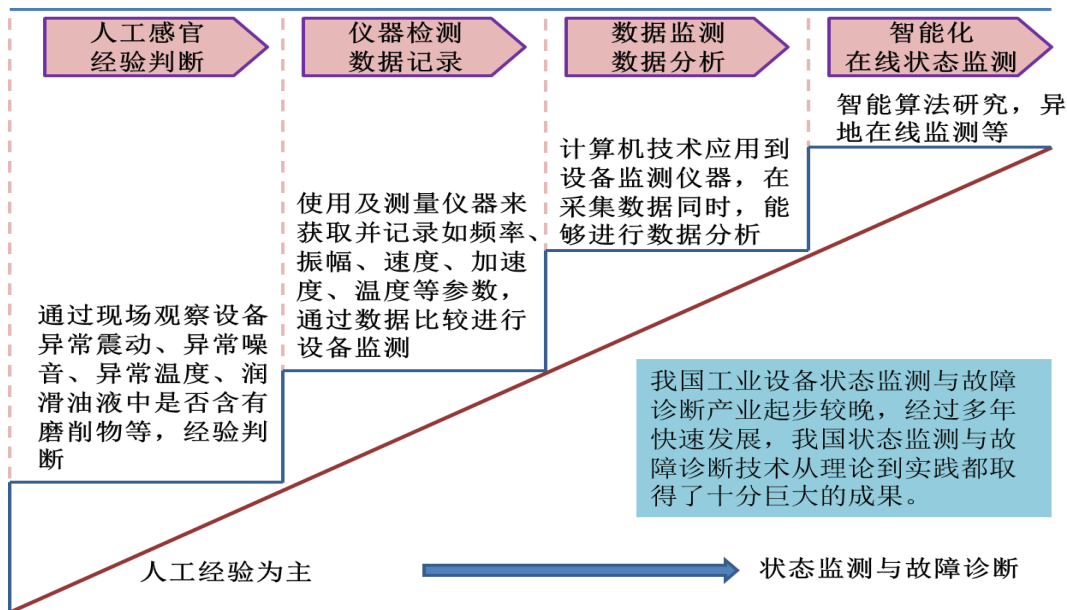 人工感官
经验判断
仪器检测
数据记录
数据监测
数据分析
智能化
在线状态监测
通过现场观察设备
异常震动、异常噪
音、异常温度、润
滑油液中是否含有
磨削物等，经验判
断
使用及测量仪器来
获取并记录如频率、
振幅、速度、加速
度、温度等参数，
通过数据比较进行
设备监测
计算机技术应用到
设备监测仪器，在
采集数据同时，能
够进行数据分析
智能算法研究，异
地在线监测等
我国工业设备状态监测与故障
诊断产业起步较晚，经过多年
快速发展，我国状态监测与故
障诊断技术从理论到实践都取
得了十分巨大的成果。
人工经验为主
状态监测与故障诊断